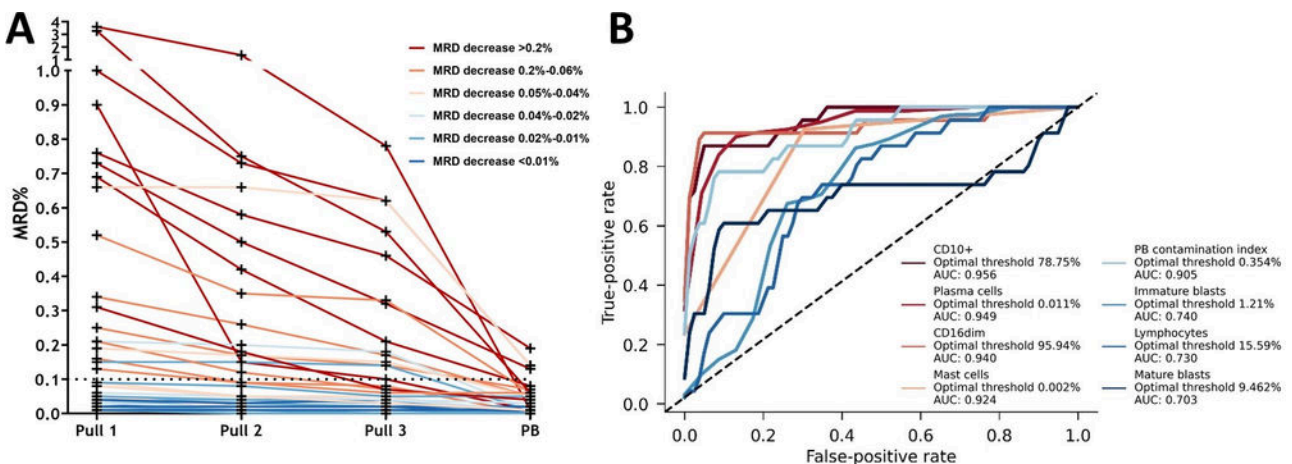 A
4
3
2
1
1.0
0.9
0.8
0.7
0.6
0.5
0.4
0.3
0.2
0.1
0.0
MRD%
Pull 1 Pull 2 Pull 3 PB
MRD decrease >0.2%
MRD decrease 0.2%-0.06%
MRD decrease 0.05%-0.04%
MRD decrease 0.04%-0.02%
MRD decrease 0.02%-0.01%
MRD decrease <0.01%
B
1.0
0.8
0.6
0.4
0.2
0.0
True-positive rate
0.0 0.2 0.4 0.6 0.8 1.0
False-positive rate
CD10+
Optimal threshold 78.75%
AUC: 0.956
Plasma cells
Optimal threshold 0.011%
AUC: 0.949
CD16dim
Optimal threshold 95.94%
AUC: 0.940
Mast cells
Optimal threshold 0.002%
AUC: 0.924
PB contamination index
Optimal threshold 0.354%
AUC: 0.905
Immature blasts
Optimal threshold 1.21%
AUC: 0.740
Lymphocytes
Optimal threshold 15.59%
AUC: 0.730
Mature blasts
Optimal threshold 9.462%
AUC: 0.703